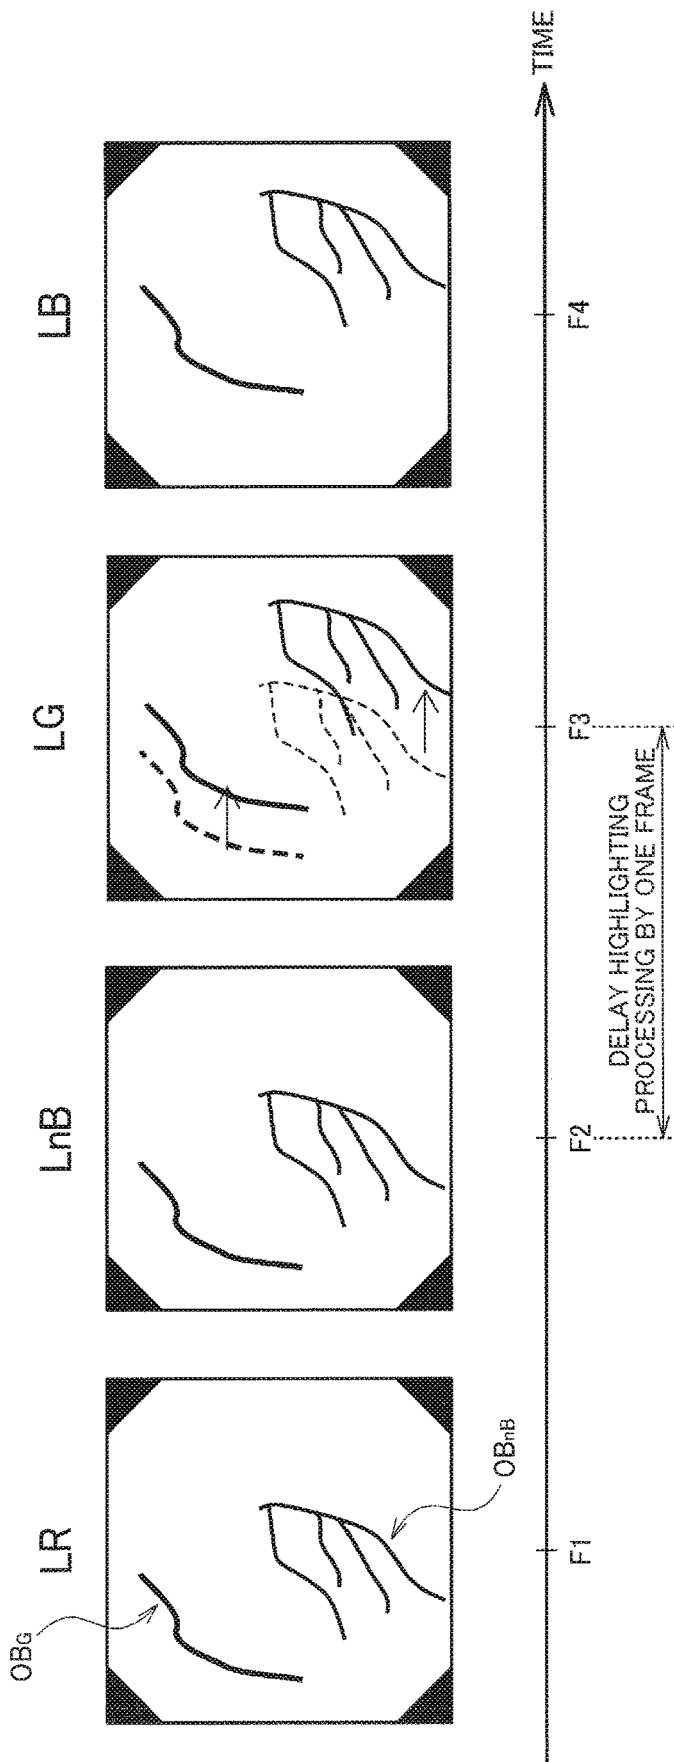 LR
LnB
LG
LB
OBG
OBnB
F1
F2
F3
F4
TIME
DELAY HIGHLIGHTING
PROCESSING BY ONE FRAME